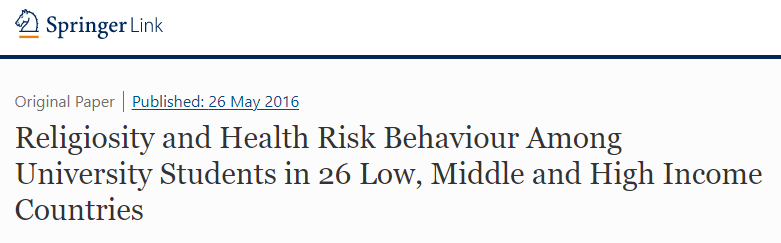 Springer Link
Original Paper | Published: 26 May 2016
Religiosity and Health Risk Behaviour Among
University Students in 26 Low, Middle and High Income
Countries